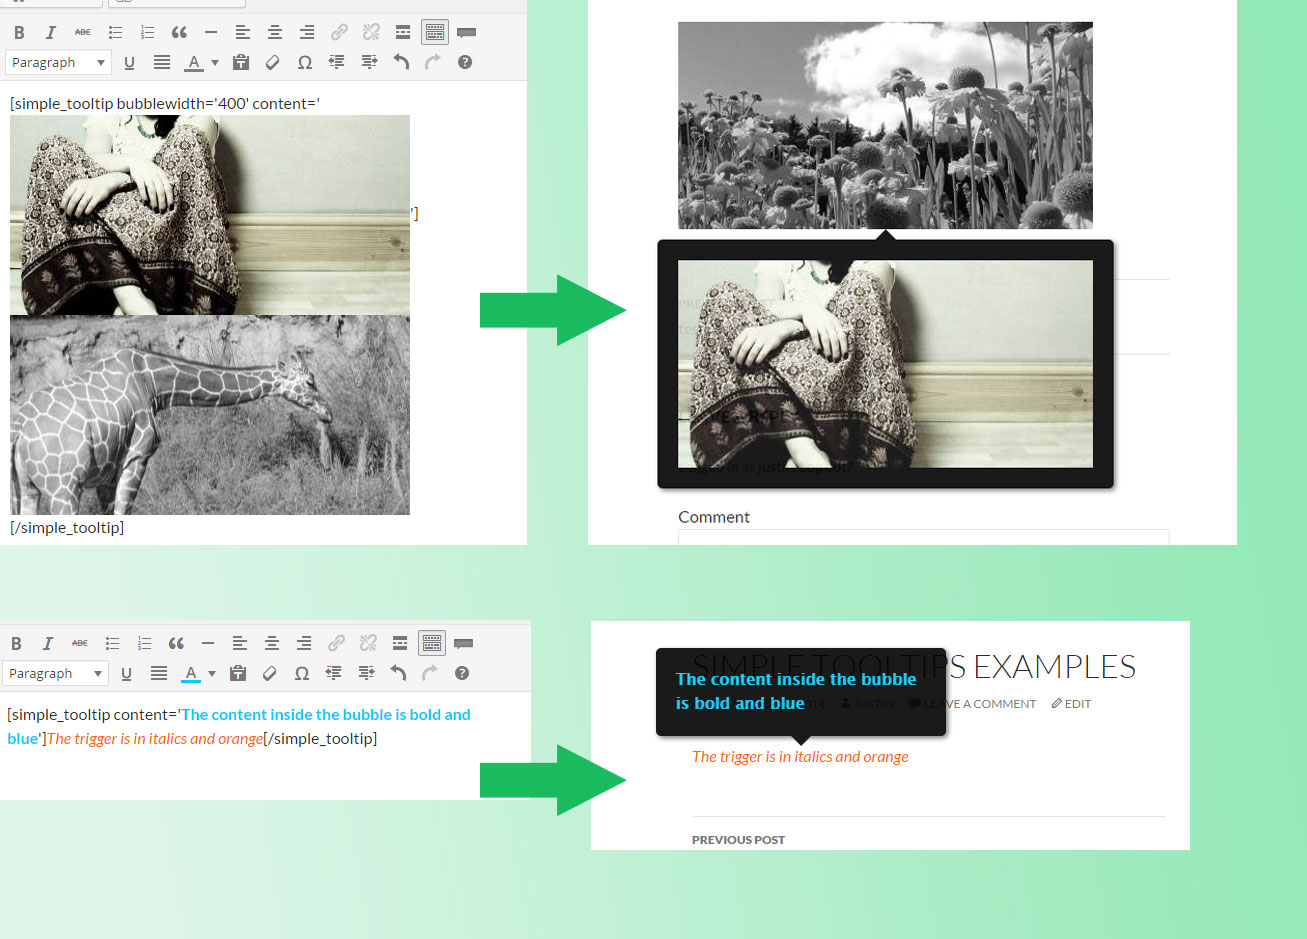 B I ABC
Paragraph U A Ω ?
[simple_tooltip bubblewidth='400' content='
']
[/simple_tooltip]
Comment
B I ABC
Paragraph U A Ω ?
[simple_tooltip content='The content inside the bubble is bold and
blue']The trigger is in italics and orange[/simple_tooltip]
SIMPLE TOOLTIPS EXAMPLES
The content inside the bubble
is bold and blue
14 JUSTIN LEAVE A COMMENT EDIT
The trigger is in italics and orange
PREVIOUS POST